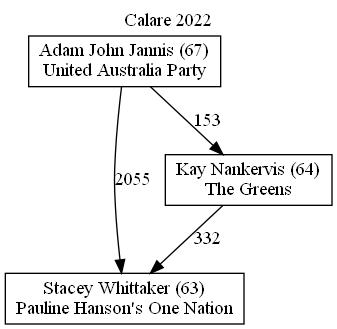 Calare 2022
Adam John Jannis (67)
United Australia Party
153
Kay Nankervis (64)
The Greens
2055
332
Stacey Whittaker (63)
Pauline Hanson's One Nation